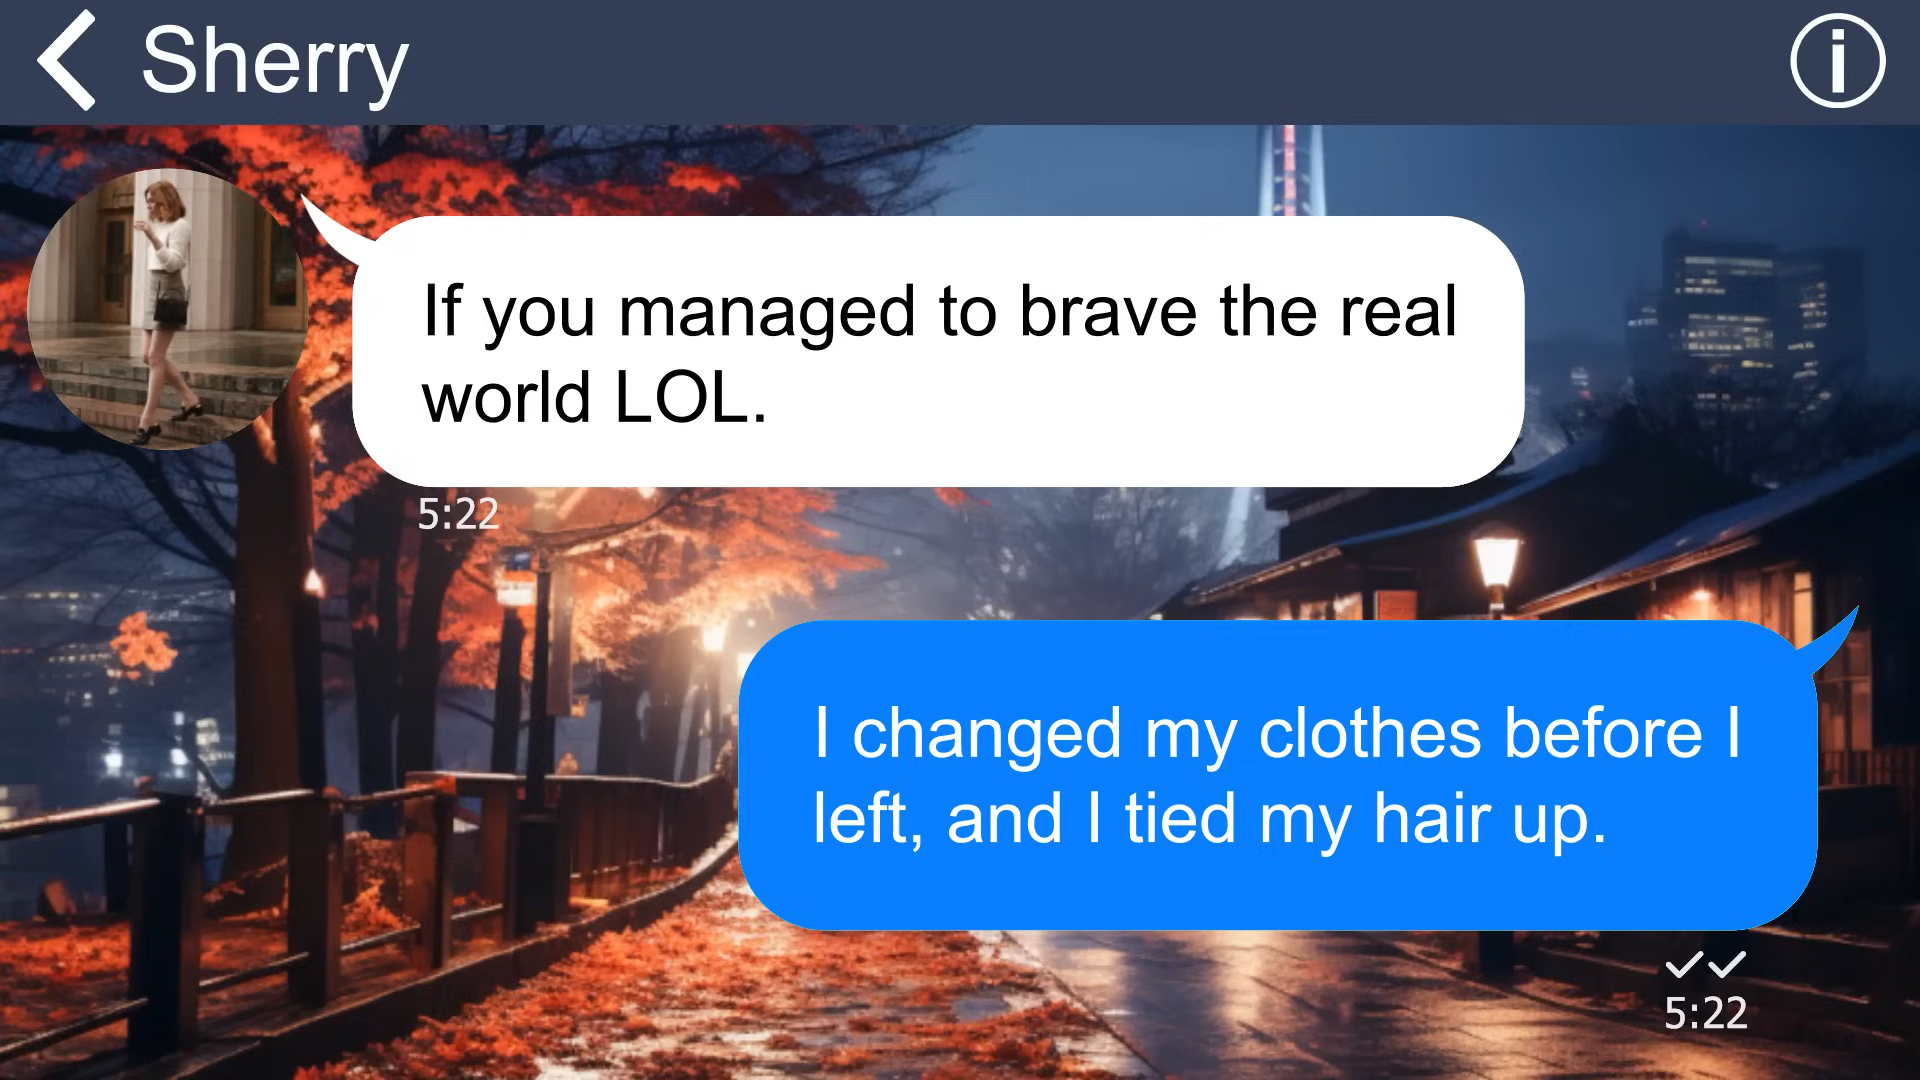 Sherry
If you managed to brave the real
world LOL.
5:22
I changed my clothes before I
left, and I tied my hair up.
5:22